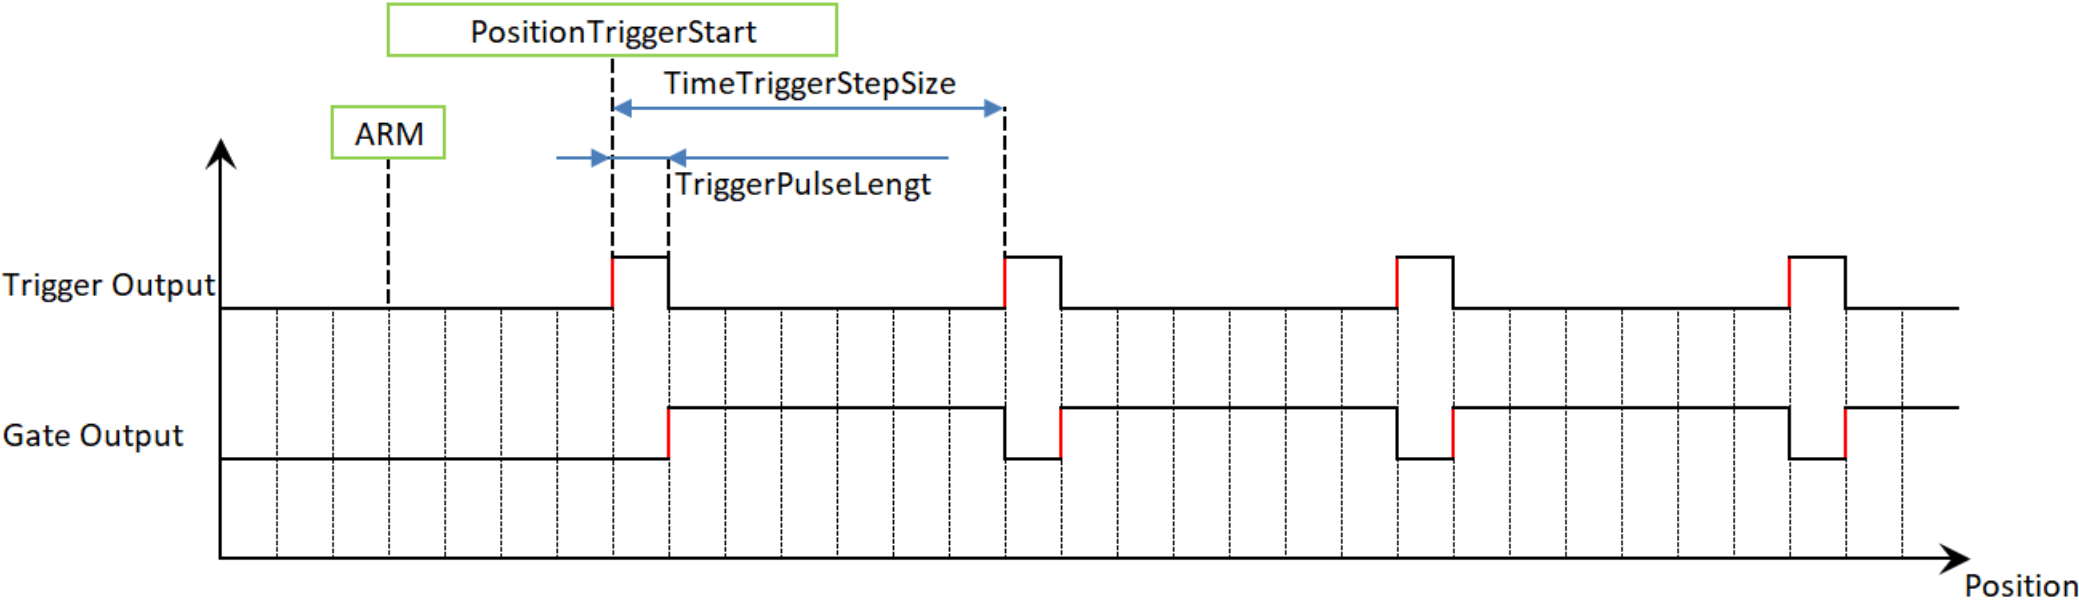 PositionTriggerStart
TimeTriggerStepSize
ARM
TriggerPulseLengt
Trigger Output
Gate Output
Position